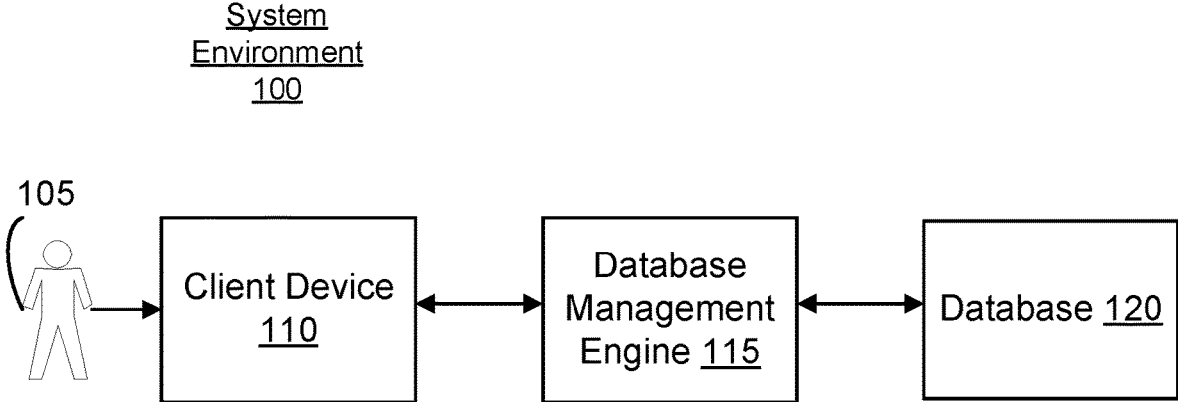 System
Environment
100
105
Client Device
110
Database
Management
Engine 115
Database 120